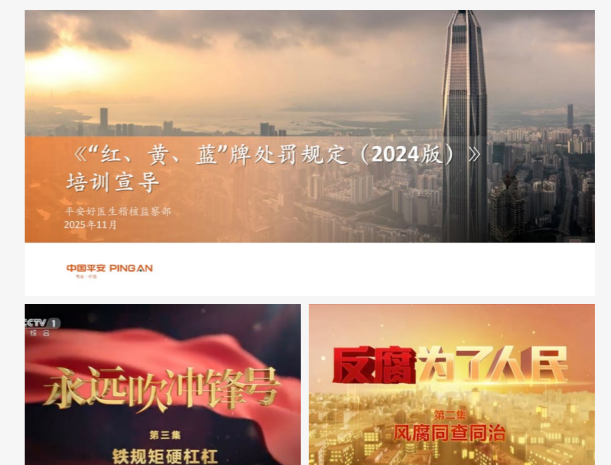 《“红、黄、蓝”牌处罚规定（2024版）》
培训宣导
平安好医生稽核监察部
2025年11月
中国平安 PING AN
CCTV 1
综合
永远吹冲锋号
第三集
铁规矩硬杠杠
反腐为了人民
第二集
风腐同查同治